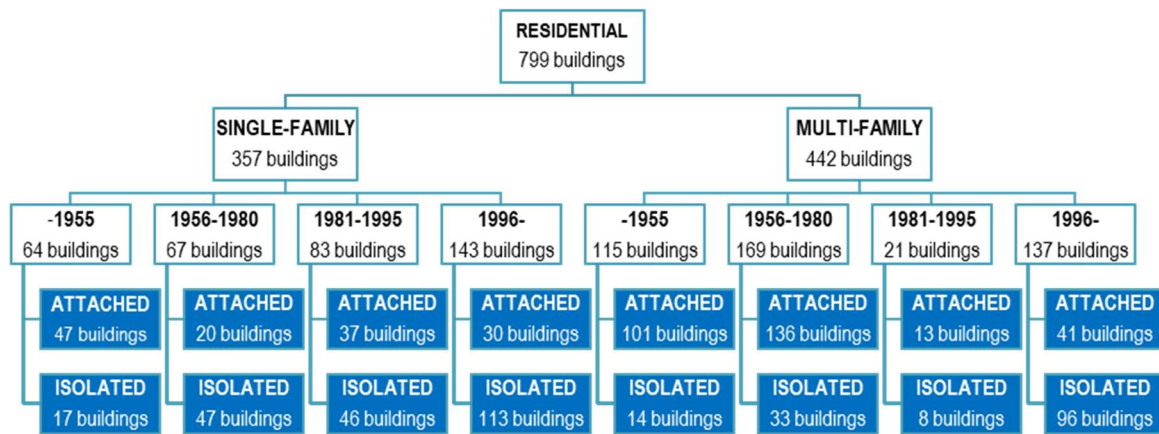 RESIDENTIAL
799 buildings
SINGLE-FAMILY
357 buildings
MULTI-FAMILY
442 buildings
-1955
64 buildings
1956-1980
67 buildings
1981-1995
83 buildings
1996-
143 buildings
-1955
115 buildings
1956-1980
169 buildings
1981-1995
21 buildings
1996-
137 buildings
ATTACHED
47 buildings
ATTACHED
20 buildings
ATTACHED
37 buildings
ATTACHED
30 buildings
ATTACHED
101 buildings
ATTACHED
136 buildings
ATTACHED
13 buildings
ATTACHED
41 buildings
ISOLATED
17 buildings
ISOLATED
47 buildings
ISOLATED
46 buildings
ISOLATED
113 buildings
ISOLATED
14 buildings
ISOLATED
33 buildings
ISOLATED
8 buildings
ISOLATED
96 buildings